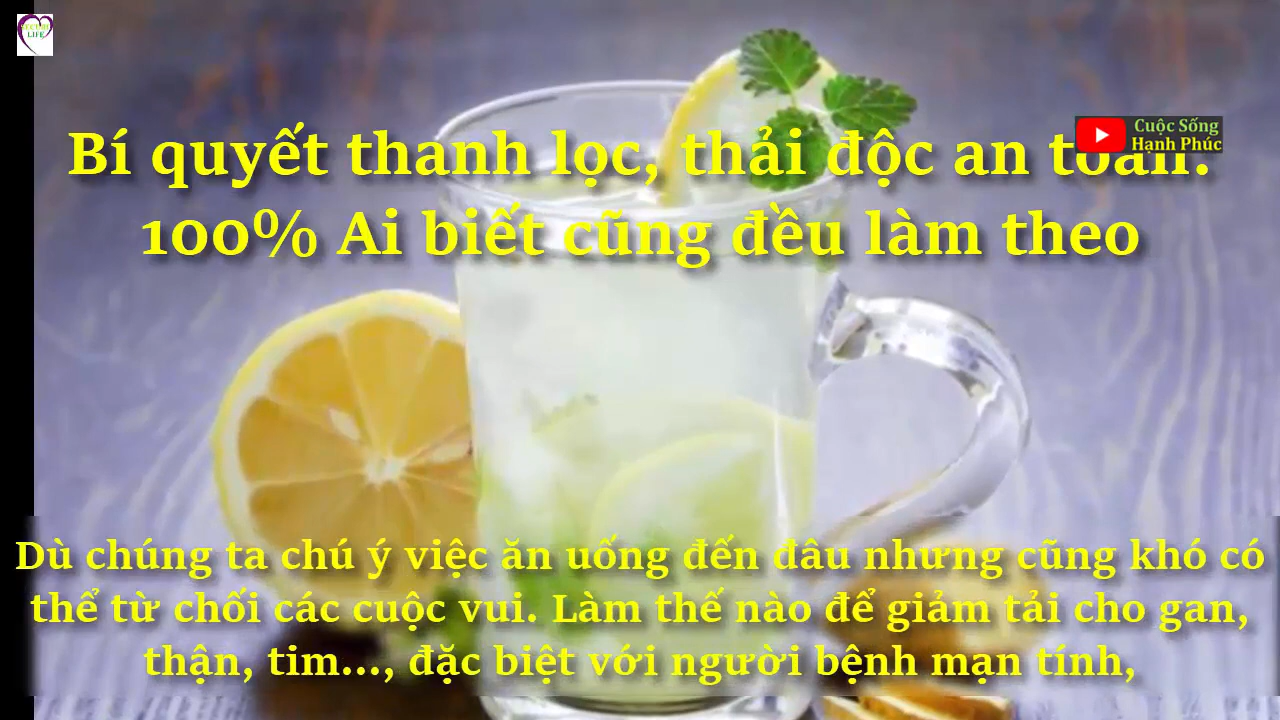 LIFE
Cuộc Sống
Hạnh Phúc
Bí quyết thanh lọc, thải độc an toàn.
100% Ai biết cũng đều làm theo
Dù chúng ta chú ý việc ăn uống đến đâu nhưng cũng khó có
thể từ chối các cuộc vui. Làm thế nào để giảm tải cho gan,
thận, tim..., đặc biệt với người bệnh mạn tính,